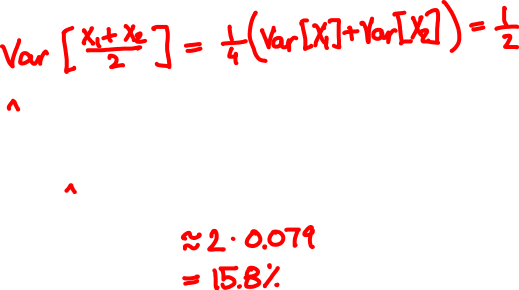 Var [ (X₁ + X₂)/2 ] = 1/4 (Var[X₁] + Var[X₂]) = 1/2
^
^
≈ 2 · 0.079
= 15.8%